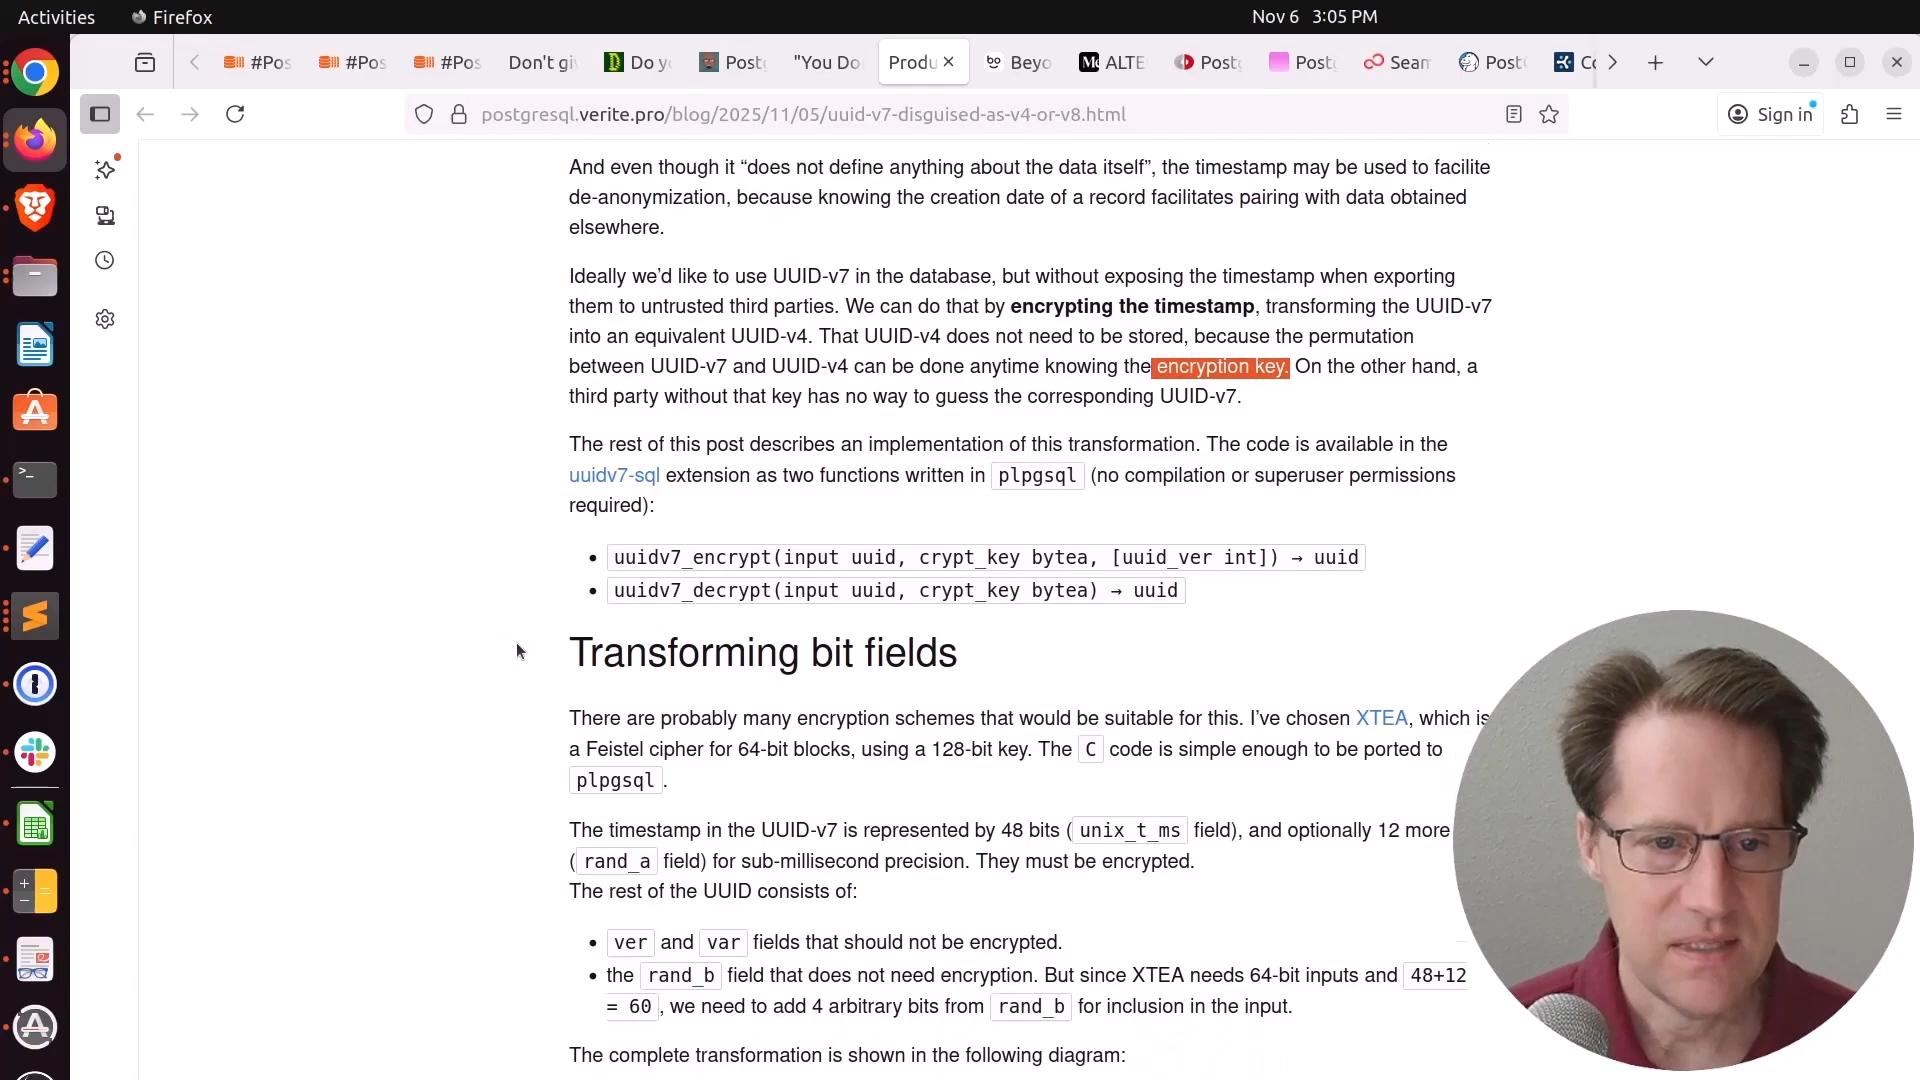 Activities
Firefox
Nov 6 3:05 PM
#Pos
#Pos
#Pos
Don't giv
Do yo
Postg
"You Do
Produ
Beyo
ALTE
Postg
Postg
Seam
Post
Co
postgresql.verite.pro/blog/2025/11/05/uuid-v7-disguised-as-v4-or-v8.html
Sign in
And even though it “does not define anything about the data itself”, the timestamp may be used to facilite
de-anonymization, because knowing the creation date of a record facilitates pairing with data obtained
elsewhere.
Ideally we’d like to use UUID-v7 in the database, but without exposing the timestamp when exporting
them to untrusted third parties. We can do that by encrypting the timestamp, transforming the UUID-v7
into an equivalent UUID-v4. That UUID-v4 does not need to be stored, because the permutation
between UUID-v7 and UUID-v4 can be done anytime knowing the encryption key. On the other hand, a
third party without that key has no way to guess the corresponding UUID-v7.
The rest of this post describes an implementation of this transformation. The code is available in the
uuidv7-sql extension as two functions written in plpgsql (no compilation or superuser permissions
required):
• uuidv7_encrypt(input uuid, crypt_key bytea, [uuid_ver int]) → uuid
• uuidv7_decrypt(input uuid, crypt_key bytea) → uuid
Transforming bit fields
There are probably many encryption schemes that would be suitable for this. I’ve chosen XTEA, which is
a Feistel cipher for 64-bit blocks, using a 128-bit key. The C code is simple enough to be ported to
plpgsql.
The timestamp in the UUID-v7 is represented by 48 bits (unix_t_ms field), and optionally 12 more
(rand_a field) for sub-millisecond precision. They must be encrypted.
The rest of the UUID consists of:
• ver and var fields that should not be encrypted.
• the rand_b field that does not need encryption. But since XTEA needs 64-bit inputs and 48+12
= 60, we need to add 4 arbitrary bits from rand_b for inclusion in the input.
The complete transformation is shown in the following diagram: